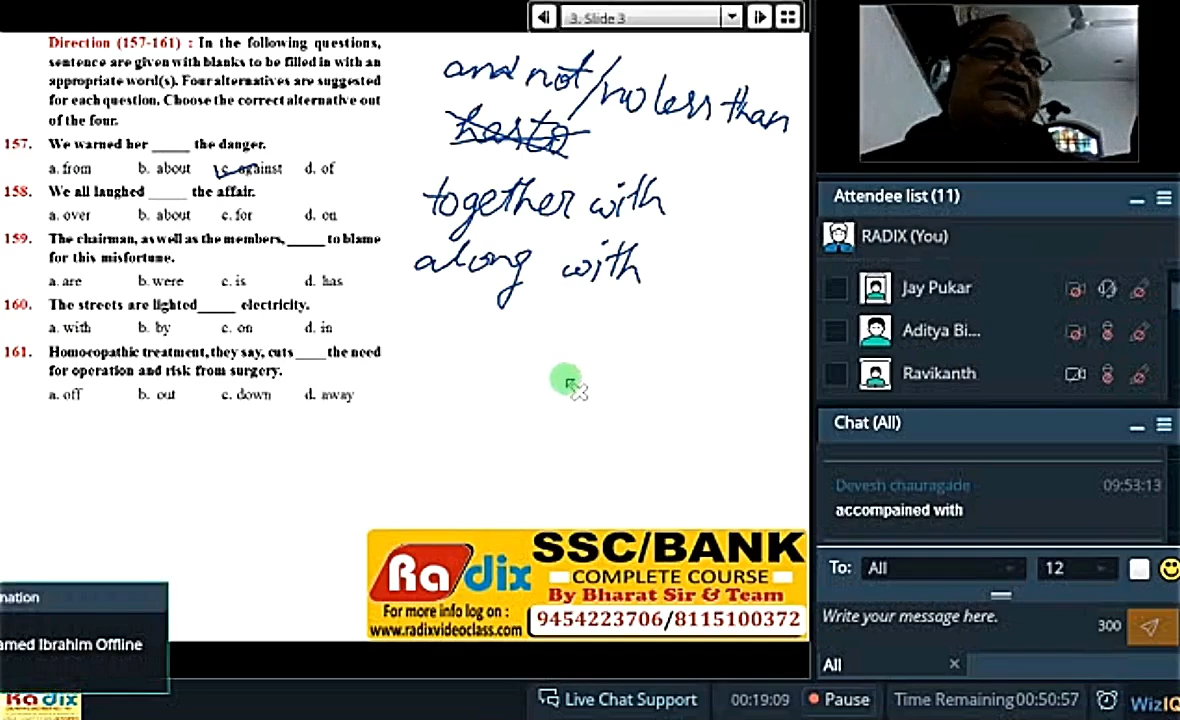 3. Slide 3
Direction (157-161) : In the following questions,
sentence are given with blanks to be filled in with an
appropriate word(s). Four alternatives are suggested
for each question. Choose the correct alternative out
of the four.
157. We warned her _____ the danger.
a. from b. about c. against d. of
158. We all laughed _____ the affair.
a. over b. about c. for d. on
159. The chairman, as well as the members, _____ to blame
for this misfortune.
a. are b. were c. is d. has
160. The streets are lighted _____ electricity.
a. with b. by c. on d. in
161. Homoeopathic treatment, they say, cuts ____ the need
for operation and risk from surgery.
a. off b. out c. down d. away
and not/no less than
together with
along with
Radix
For more info log on :
www.radixvideoclass.com
SSC/BANK
COMPLETE COURSE
By Bharat Sir & Team
9454223706/8115100372
Attendee list (11)
RADIX (You)
Jay Pukar
Aditya Bi...
Ravikanth
Chat (All)
Devesh chauragade 09:53:13
accompained with
To: All 12
Write your message here. 300
All
nation
amed Ibrahim Offline
Radix
Live Chat Support 00:19:09 Pause Time Remaining 00:50:57 WizIQ